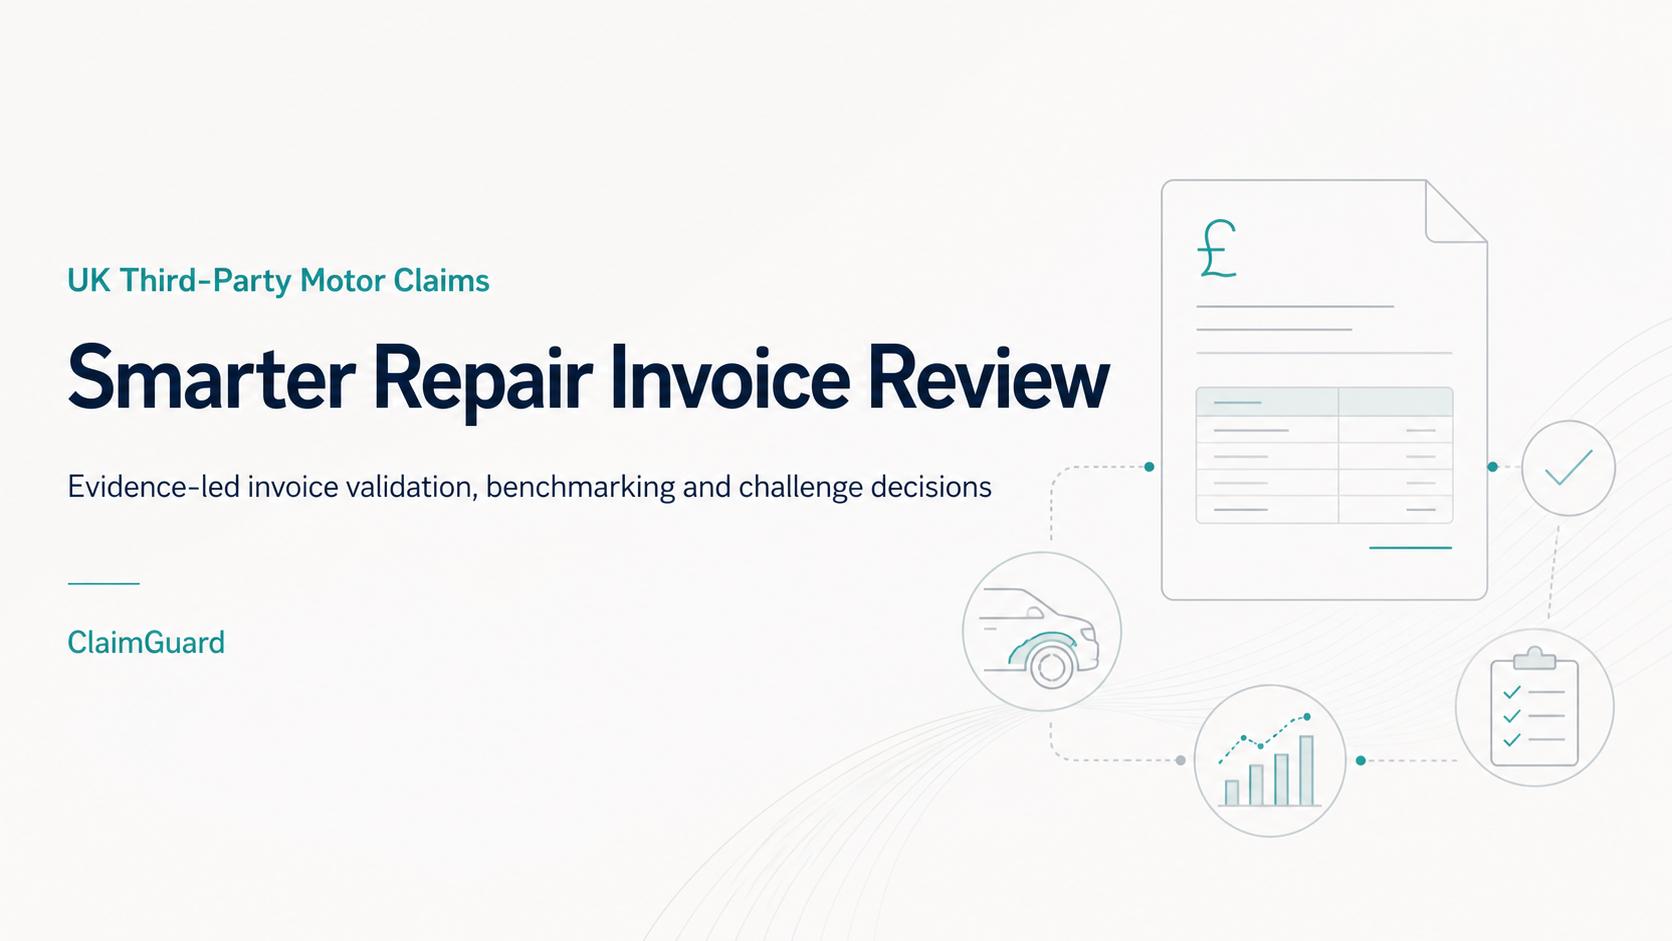 UK Third-Party Motor Claims
Smarter Repair Invoice Review
Evidence-led invoice validation, benchmarking and challenge decisions
ClaimGuard
£